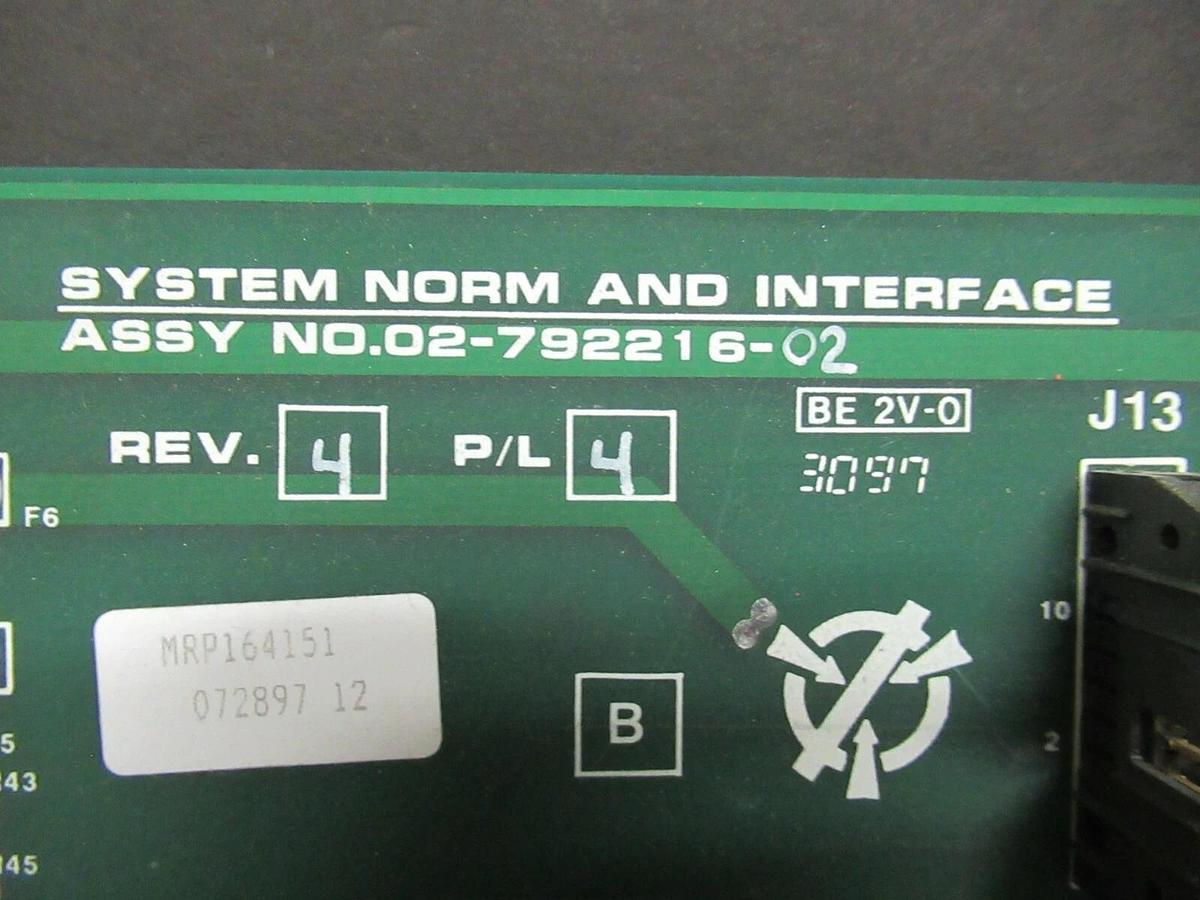 SYSTEM NORM AND INTERFACE
ASSY NO.02-792216-02
REV. 4 P/L 4
BE 2V-0
3097
J13
F6
MRP164151
072897 12
B
10
2
5
43
45